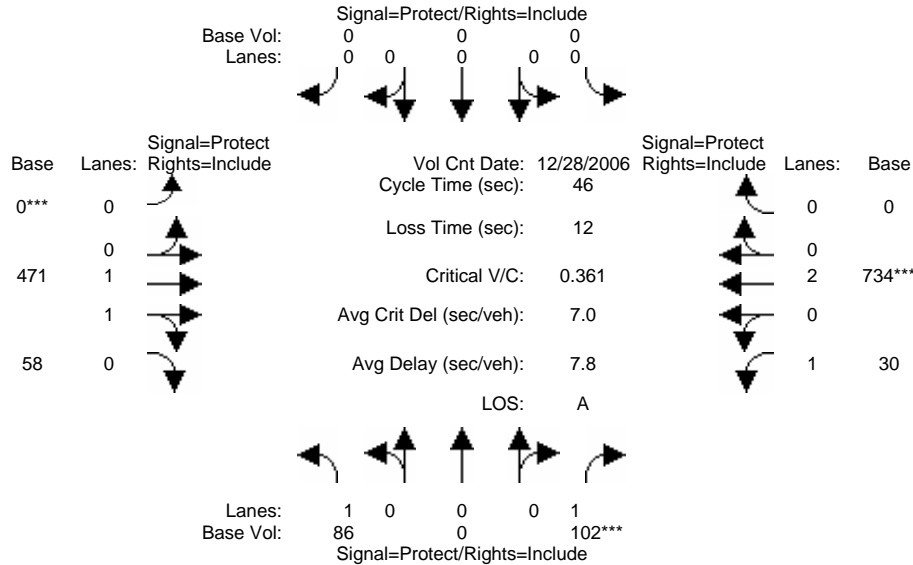 Signal=Protect/Rights=Include
Base Vol: 0 0 0
Lanes: 0 0 0 0 0
Signal=Protect Signal=Protect
Base Lanes: Rights=Include Vol Cnt Date: 12/28/2006 Rights=Include Lanes: Base
Cycle Time (sec): 46
0*** 0 0 0
Loss Time (sec): 12
0 0
471 1 Critical V/C: 0.361 2 734***
1 Avg Crit Del (sec/veh): 7.0 0
58 0 Avg Delay (sec/veh): 7.8 1 30
LOS: A
Lanes: 1 0 0 0 1
Base Vol: 86 0 102***
Signal=Protect/Rights=Include